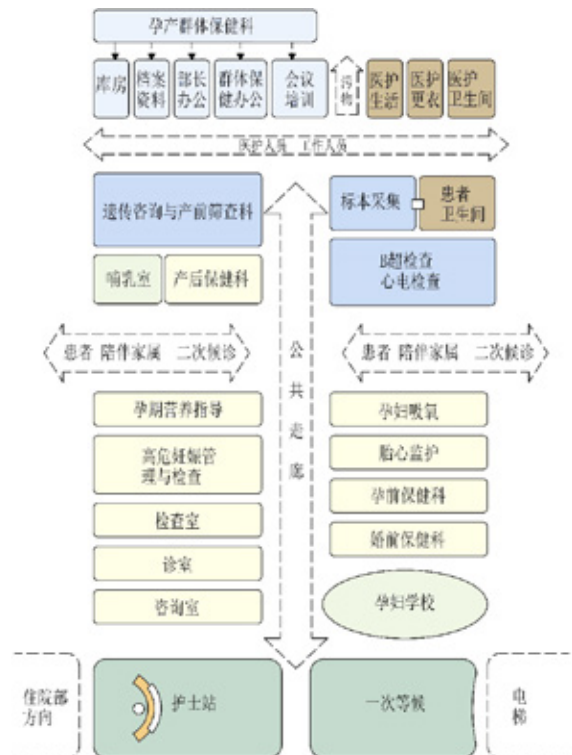 孕产群体保健科
库房
档案
资料
部长
办公
群体保
健办公
会议
培训
污物
医护
生活
医护
更衣
医护
卫生间
医护人员 工作人员
遗传咨询与产前筛查科
标本采集
患者
卫生间
哺乳室
产后保健科
B超检查
心电检查
患者 陪伴家属 二次候诊
公共走廊
患者 陪伴家属 二次候诊
孕期营养指导
高危妊娠管
理与检查
检查室
诊室
咨询室
孕妇吸氧
胎心监护
孕前保健科
婚前保健科
孕妇学校
住院部
方向
护士站
一次等候
电
梯